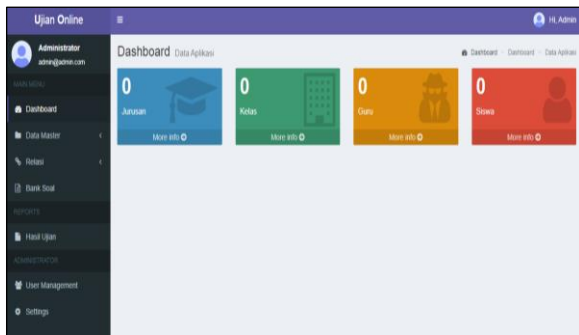 Ujian Online
Hi, Admin
Administrator
admin@admin.com
MAIN MENU
Dashboard
Data Master
Relasi
Bank Soal
REPORTS
Hasil Ujian
ADMINISTRATOR
User Management
Settings
Dashboard Data Aplikasi
Dashboard > Dashboard > Data Aplikasi
0
Jurusan
More info
0
Kelas
More info
0
Guru
More info
0
Siswa
More info